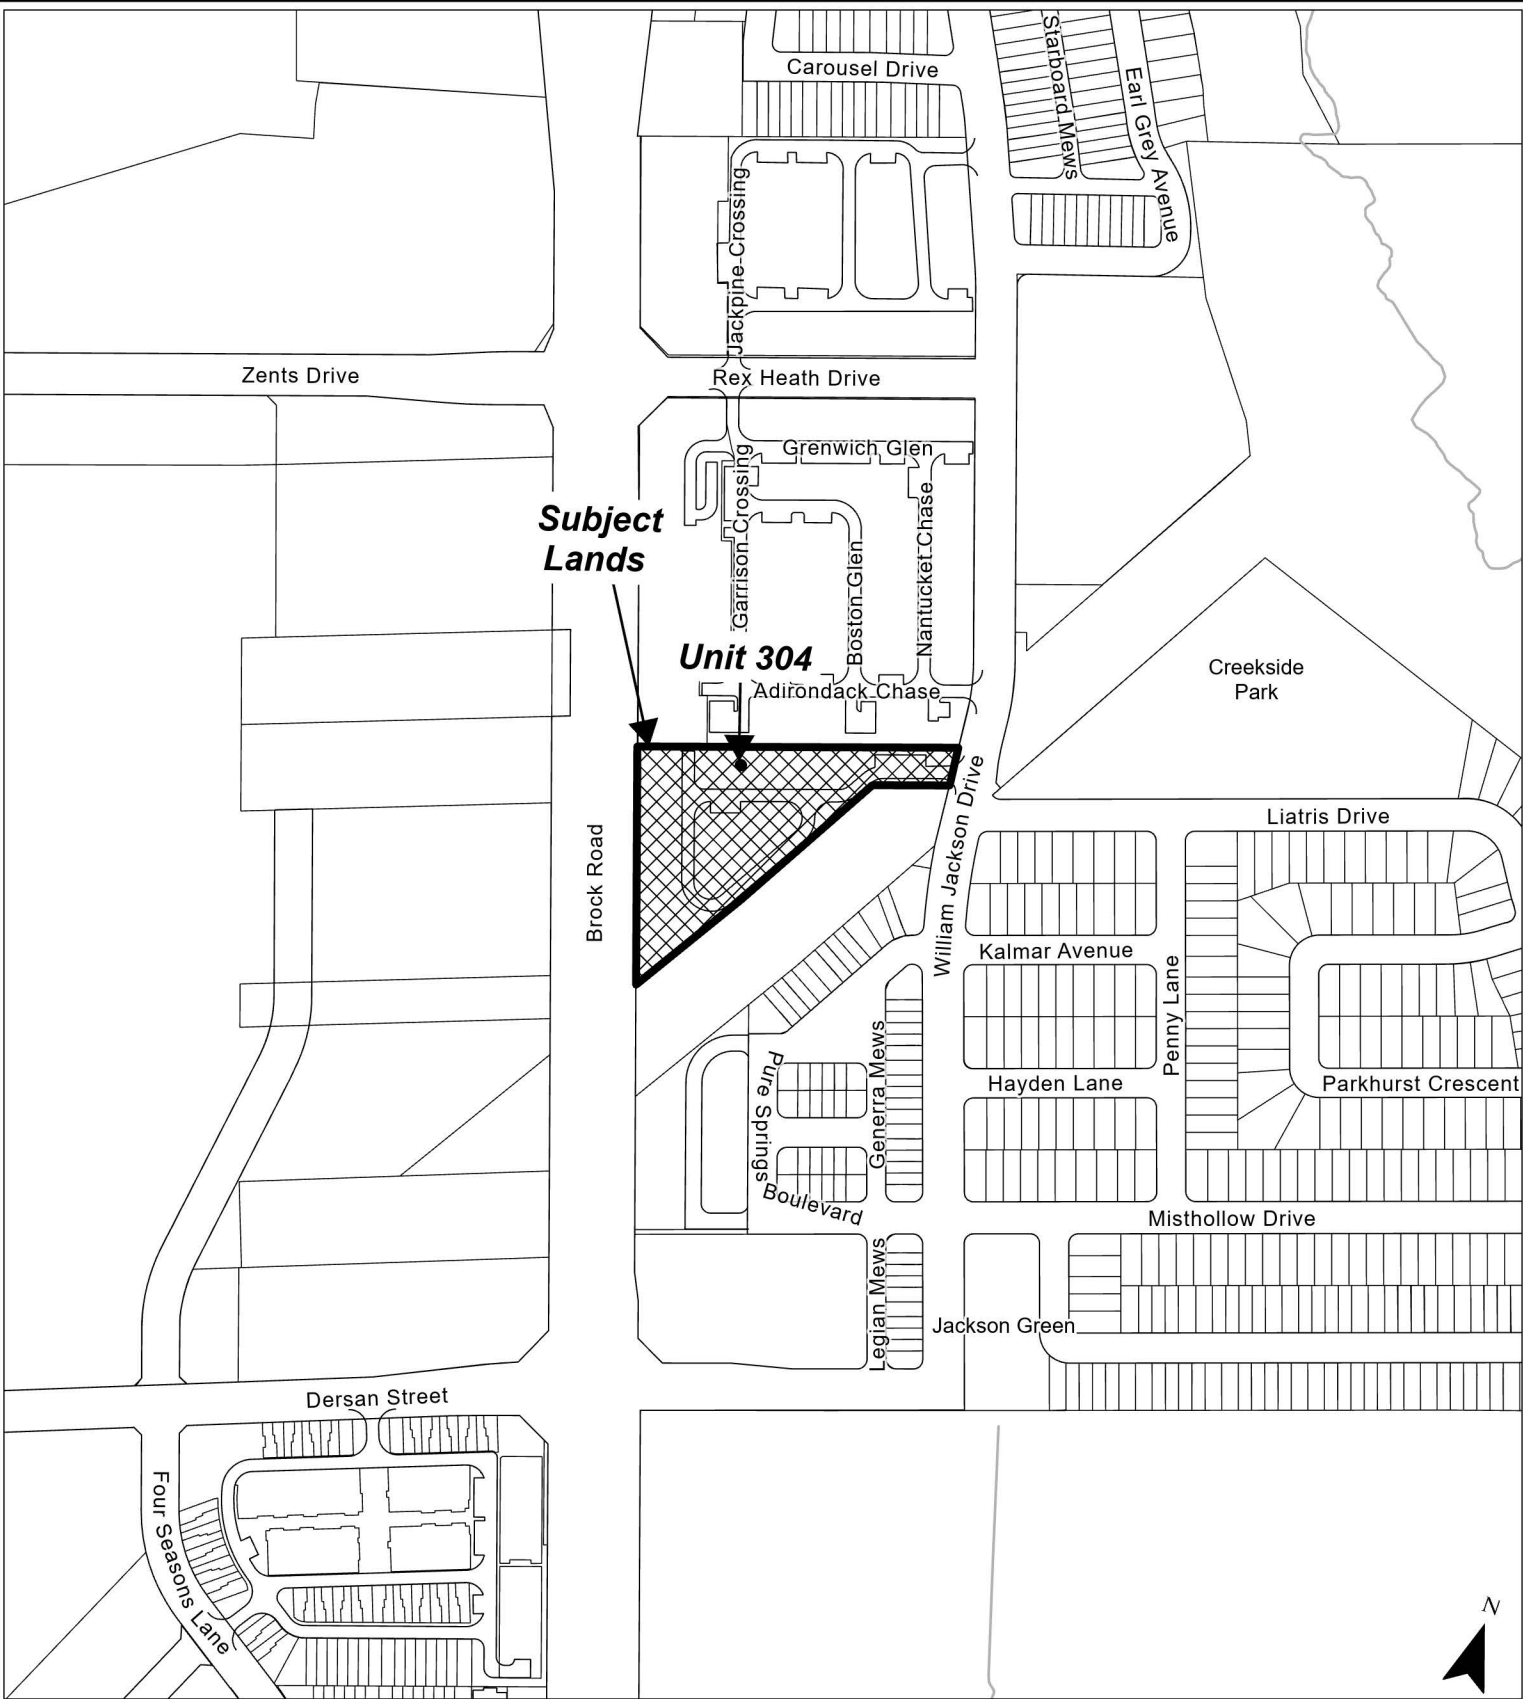 Carousel Drive
Starboard Mews
Earl Grey Avenue
Jackpine Crossing
Zents Drive
Rex Heath Drive
Grenwich Glen
Garrison Crossing
Subject
Lands
Boston Glen
Nantucket Chase
Unit 304
Adirondack Chase
Creekside
Park
Brock Road
William Jackson Drive
Liatris Drive
Kalmar Avenue
Penny Lane
Generra Mews
Pure Springs
Boulevard
Hayden Lane
Parkhurst Crescent
Misthollow Drive
Legian Mews
Jackson Green
Dersan Street
Four Seasons Lane
N